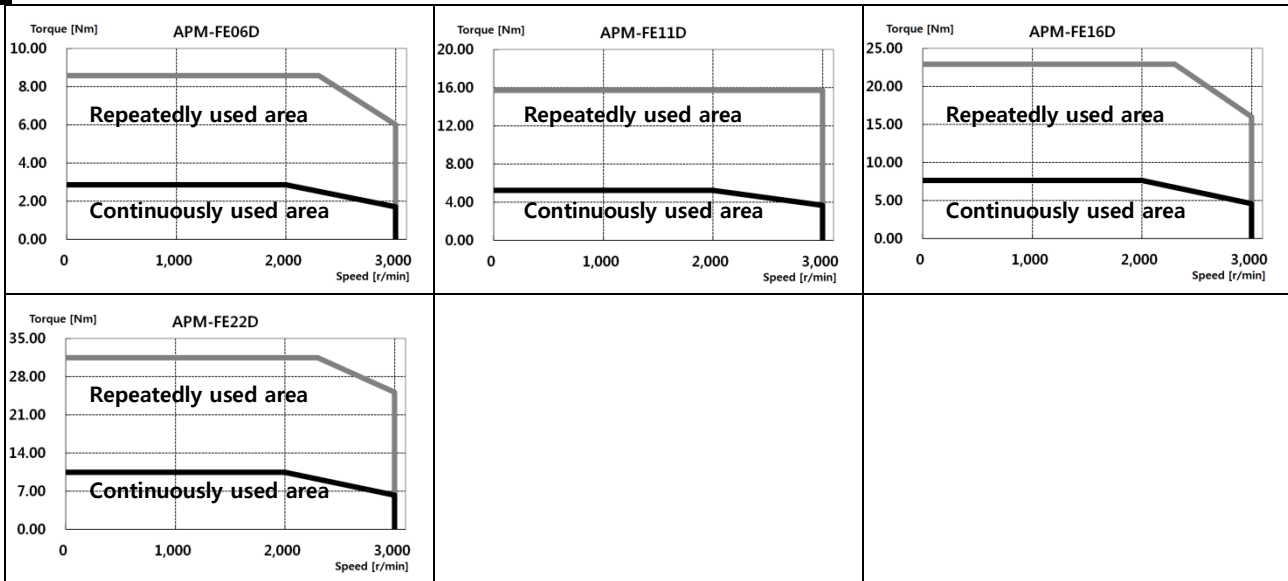 Torque [Nm] APM-FE06D
10.00
8.00
Repeatedly used area
6.00
4.00
2.00
Continuously used area
0.00
0 1,000 2,000 3,000
Speed [r/min]
Torque [Nm] APM-FE11D
20.00
16.00
Repeatedly used area
12.00
8.00
4.00
Continuously used area
0.00
0 1,000 2,000 3,000
Speed [r/min]
Torque [Nm] APM-FE16D
25.00
20.00
Repeatedly used area
15.00
10.00
5.00
Continuously used area
0.00
0 1,000 2,000 3,000
Speed [r/min]
Torque [Nm] APM-FE22D
35.00
28.00
Repeatedly used area
21.00
14.00
7.00
Continuously used area
0.00
0 1,000 2,000 3,000
Speed [r/min]